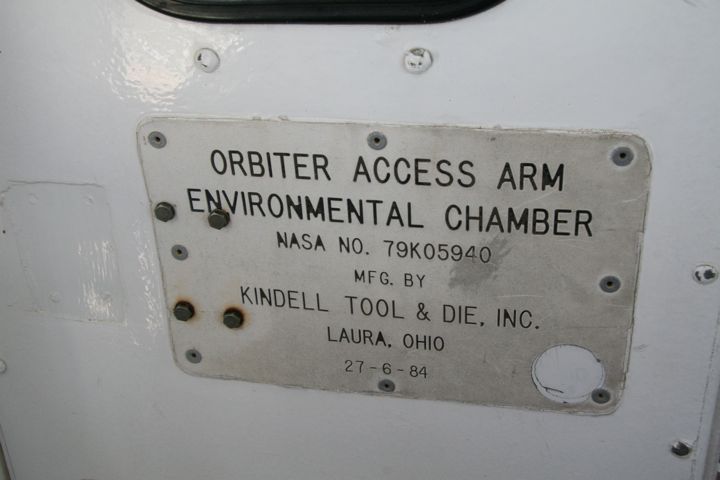 ORBITER ACCESS ARM
ENVIRONMENTAL CHAMBER
NASA NO. 79K05940
MFG. BY
KINDELL TOOL & DIE, INC.
LAURA, OHIO
27-6-84